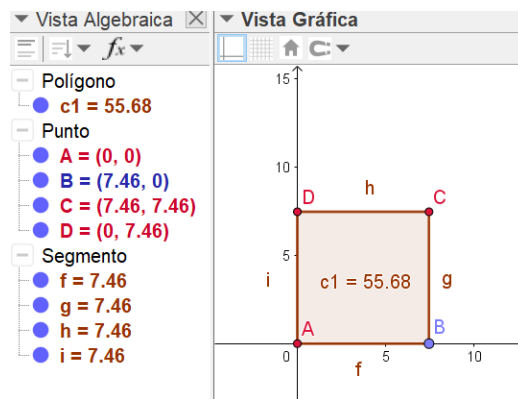 Vista Algebraica
Polígono
c1 = 55.68
Punto
A = (0, 0)
B = (7.46, 0)
C = (7.46, 7.46)
D = (0, 7.46)
Segmento
f = 7.46
g = 7.46
h = 7.46
i = 7.46
Vista Gráfica
15
10
h
D
C
5
i
c1 = 55.68
g
A
B
0
5
10
f